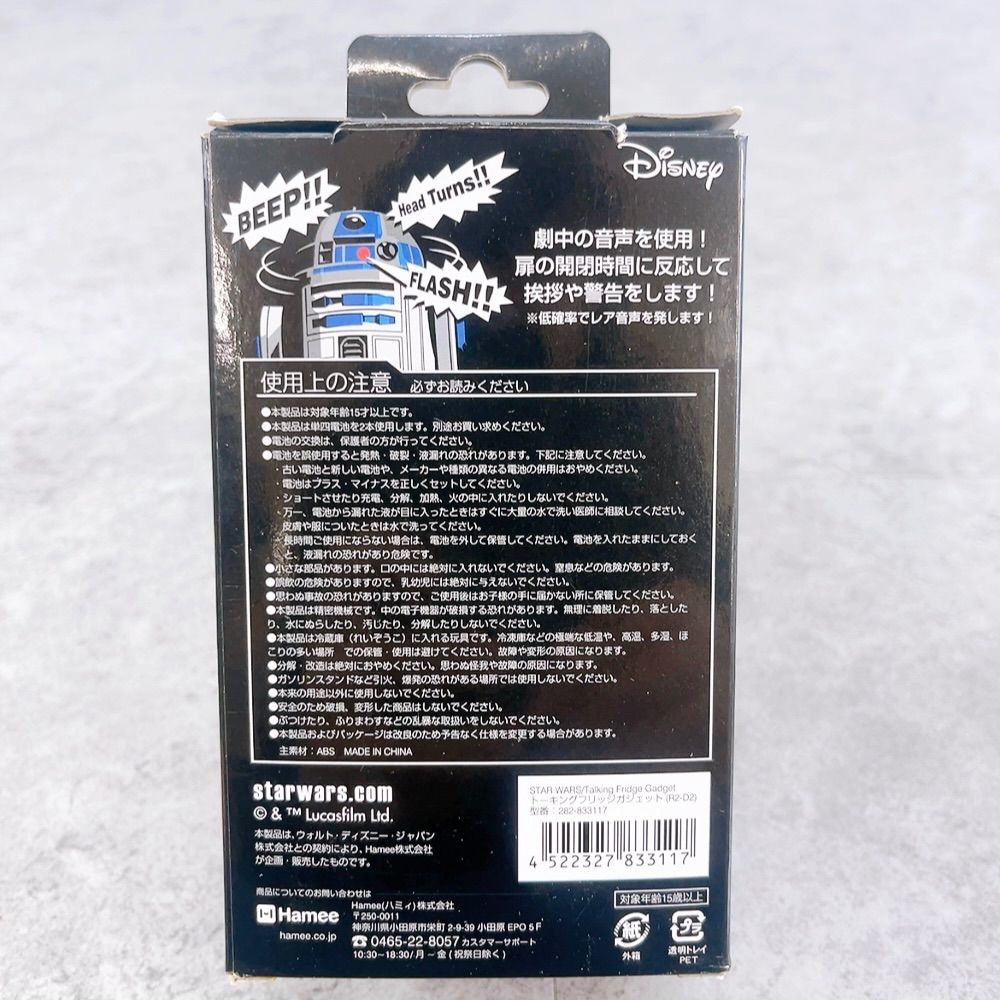 Disney
BEEP!!
Head Turns!!
FLASH!!
劇中の音声を使用！
扉の開閉時間に反応して
挨拶や警告をします！
※低確率でレア音声を発します！
使用上の注意 必ずお読みください
●本製品は対象年齢15才以上です。
●本製品は単四電池を2本使用します。別途お買い求めください。
●電池の交換は、保護者の方が行ってください。
●電池を誤使用すると発熱・破裂・液漏れの恐れがあります。下記に注意してください。
・古い電池と新しい電池や、メーカーや種類の異なる電池の併用はおやめください。
電池はプラス・マイナスを正しくセットしてください。
・ショートさせたり充電、分解、加熱、火の中に入れたりしないでください。
・万一、電池から漏れた液が目に入ったときはすぐに大量の水で洗い医師に相談してください。
皮膚や服についたときは水で洗ってください。
・長時間ご使用にならない場合は、電池を外して保管してください。電池を入れたままにしておく
と、液漏れの恐れがあり危険です。
●小さな部品があります。口の中には絶対に入れないでください。窒息などの危険があります。
●誤飲の危険がありますので、乳幼児には絶対に与えないでください。
●思わぬ事故の恐れがありますので、ご使用後はお子様の手に届かない所に保管してください。
●本製品は精密機械です。中の電子機器が破損する恐れがあります。無理に着脱したり、落とした
り、水にぬらしたり、汚じたり、分解したりしないでください。
●本製品は冷蔵庫（れいぞうこ）に入れる玩具です。冷凍庫などの極端な低温や、高温、多湿、ほ
こりの多い場所 での保管・使用は避けてください。故障や変形の原因になります。
●分解・改造は絶対におやめください。思わぬ怪我や故障の原因になります。
●ガソリンスタンドなど引火、爆発の恐れがある場所では使用しないでください。
●本来の用途以外に使用しないでください。
●安全のため破損、変形した商品はしないでください。
●ぶつけたり、ふりまわすなどの乱暴な取扱いをしないでください。
●本製品およびパッケージは改良のため予告なく仕様を変更する場合があります。
主素材：ABS MADE IN CHINA
starwars.com
© & ™ Lucasfilm Ltd.
本製品は、ウォルト・ディズニー・ジャパン
株式会社との契約により、Hamee株式会社
が企画・販売したものです。
STAR WARS/Talking Fridge Gadget
トーキングフリッジガジェット (R2-D2)
型番：282-833117
4 522327 833117
商品についてのお問い合わせは
Hamee
hamee.co.jp
Hamee(ハミィ)株式会社
〒250-0011
神奈川県小田原市栄町 2-9-39 小田原 EPO 5 F
☎ 0465-22-8057 カスタマーサポート
10:30～18:30/月～金 (祝祭日除く)
対象年齢15歳以上
紙
外箱
プラ
透明トレイ
PET